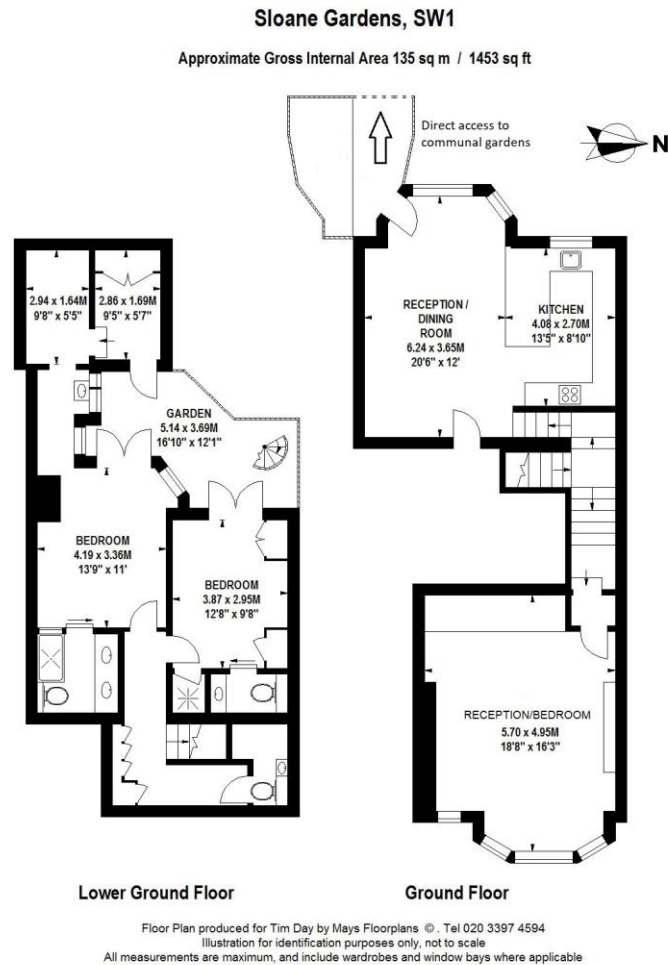 Sloane Gardens, SW1
Approximate Gross Internal Area 135 sq m / 1453 sq ft
Direct access to
communal gardens
N
2.94 x 1.64M
9'8" x 5'5"
2.86 x 1.69M
9'5" x 5'7"
GARDEN
5.14 x 3.69M
16'10" x 12'1"
BEDROOM
4.19 x 3.36M
13'9" x 11'
BEDROOM
3.87 x 2.95M
12'8" x 9'8"
RECEPTION /
DINING
ROOM
6.24 x 3.65M
20'6" x 12'
KITCHEN
4.08 x 2.70M
13'5" x 8'10"
RECEPTION/BEDROOM
5.70 x 4.95M
18'8" x 16'3"
Lower Ground Floor
Ground Floor
Floor Plan produced for Tim Day by Mays Floorplans © . Tel 020 3397 4594
Illustration for identification purposes only, not to scale
All measurements are maximum, and include wardrobes and window bays where applicable